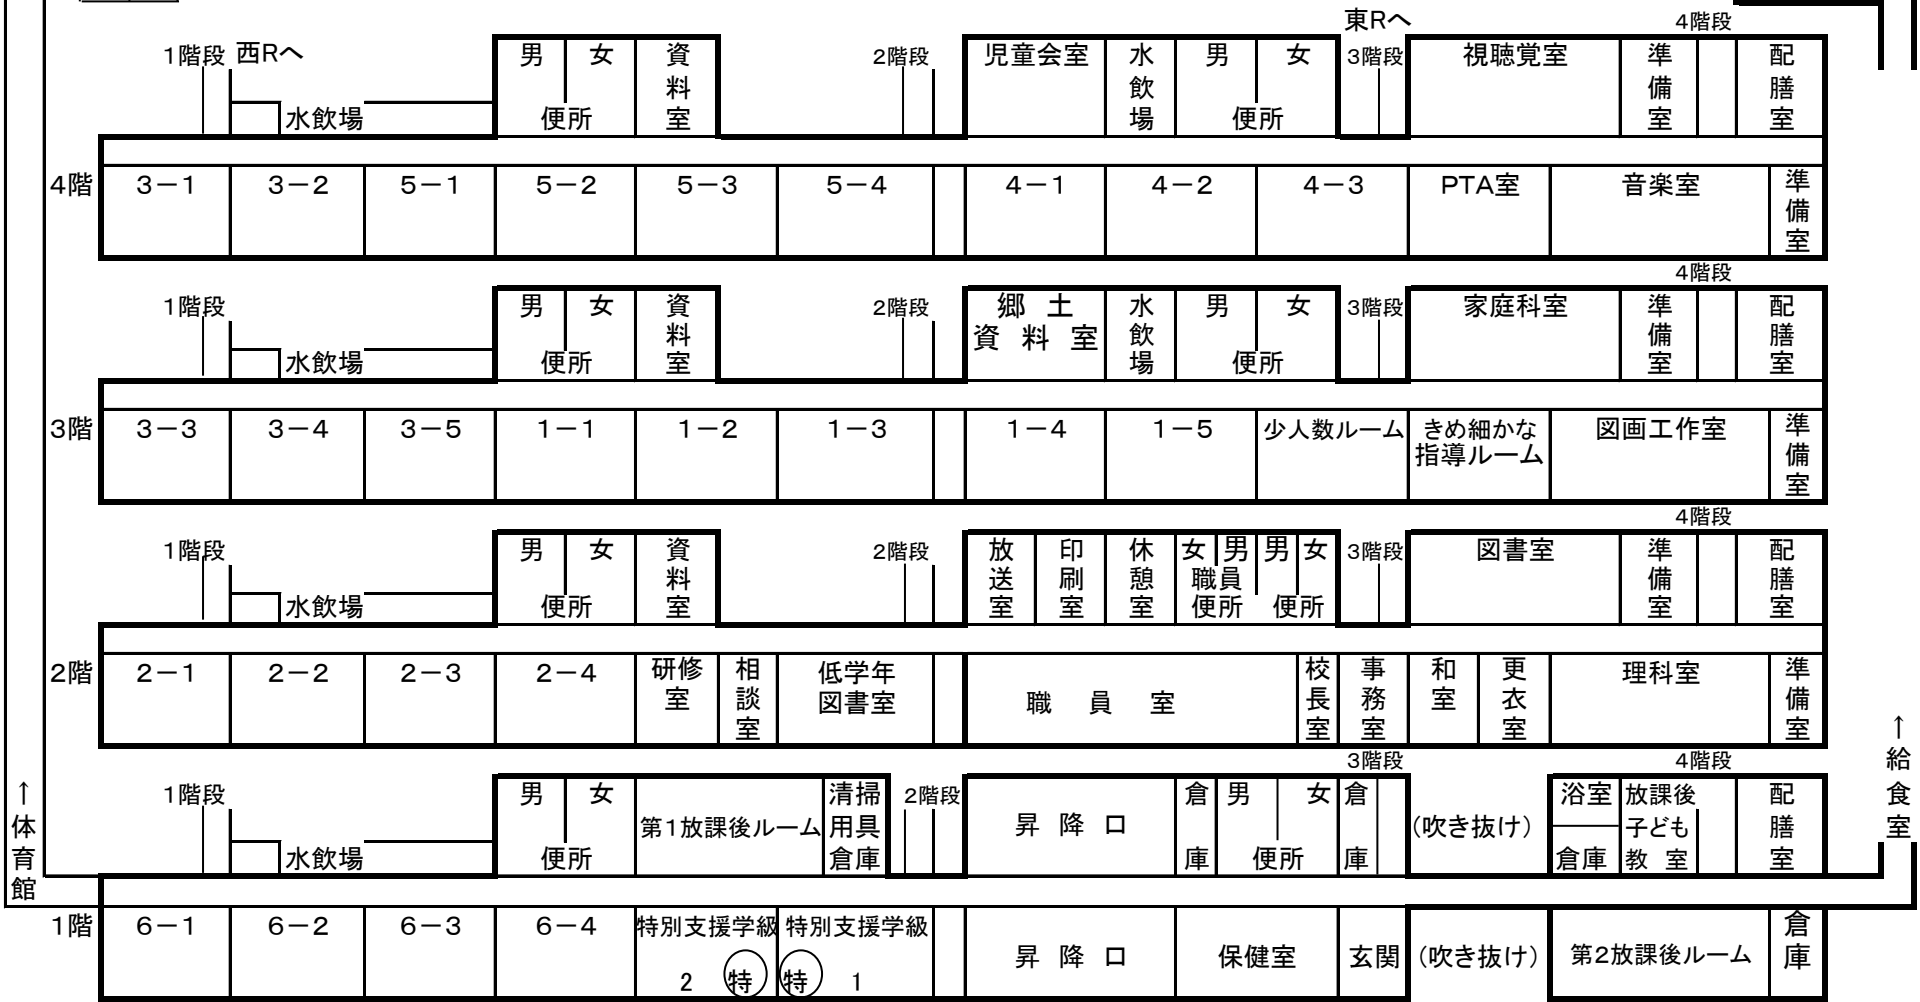 東Rへ
4階段
1階段 西Rへ 男 女 資料室 2階段 児童会室 水飲場 男 女 3階段 視聴覚室 準備室 配膳室
水飲場 便所 便所
4階 3－1 3－2 5－1 5－2 5－3 5－4 4－1 4－2 4－3 PTA室 音楽室 準備室
4階段
1階段 男 女 資料室 2階段 郷土資料室 水飲場 男 女 3階段 家庭科室 準備室 配膳室
水飲場 便所 便所
3階 3－3 3－4 3－5 1－1 1－2 1－3 1－4 1－5 少人数ルーム きめ細かな指導ルーム 図画工作室 準備室
4階段
1階段 男 女 資料室 2階段 放送室 印刷室 休憩室 女 男 男 女 3階段 図書室 準備室 配膳室
職員
水飲場 便所 便所 便所
2階 2－1 2－2 2－3 2－4 研修室 相談室 低学年図書室 職員室 校長室 事務室 和室 更衣室 理科室 準備室
↑給食室
3階段 4階段
↑体育館
1階段 男 女 第1放課後ルーム 清掃用具倉庫 2階段 昇降口 倉庫 男 女 倉庫 (吹き抜け) 浴室 倉庫 放課後子ども教室 配膳室
水飲場 便所 便所
1階 6－1 6－2 6－3 6－4 特別支援学級 2 特 特別支援学級 特 1 昇降口 保健室 玄関 (吹き抜け) 第2放課後ルーム 倉庫